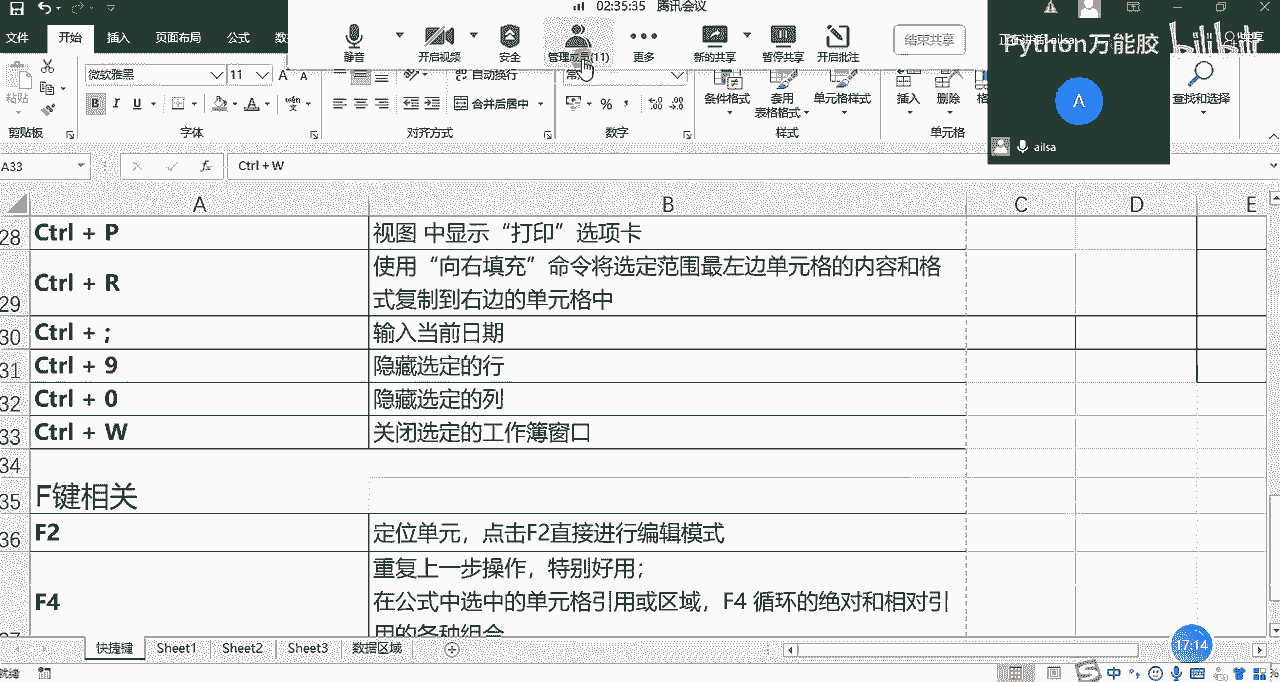 02:35:35 腾讯会议
文件 开始 插入 页面布局 公式 数
静音 开启视频 安全 管理成员(11) 更多 新的共享 暂停共享 开启批注 结束共享
Python万能胶 bilibili
A
ailsa
粘贴
剪贴板
微软雅黑 11 A A
B I U A
字体
自动换行
合并后居中
对齐方式
常
%
数字
条件格式 套用 单元格样式
表格格式
样式
插入 删除 格
单元格
查找和选择
A33 fx Ctrl + W
A B C D E
28 Ctrl + P 视图 中显示“打印”选项卡
使用“向右填充”命令将选定范围最左边单元格的内容和格
29 Ctrl + R
式复制到右边的单元格中
30 Ctrl + ; 输入当前日期
31 Ctrl + 9 隐藏选定的行
32 Ctrl + 0 隐藏选定的列
33 Ctrl + W 关闭选定的工作簿窗口
34
35 F键相关
36 F2 定位单元，点击F2直接进行编辑模式
重复上一步操作，特别好用；
F4 在公式中选中的单元格引用或区域，F4 循环的绝对和相对引
用的各种组合
快捷键 Sheet1 Sheet2 Sheet3 数据区域
17:14
就绪
中